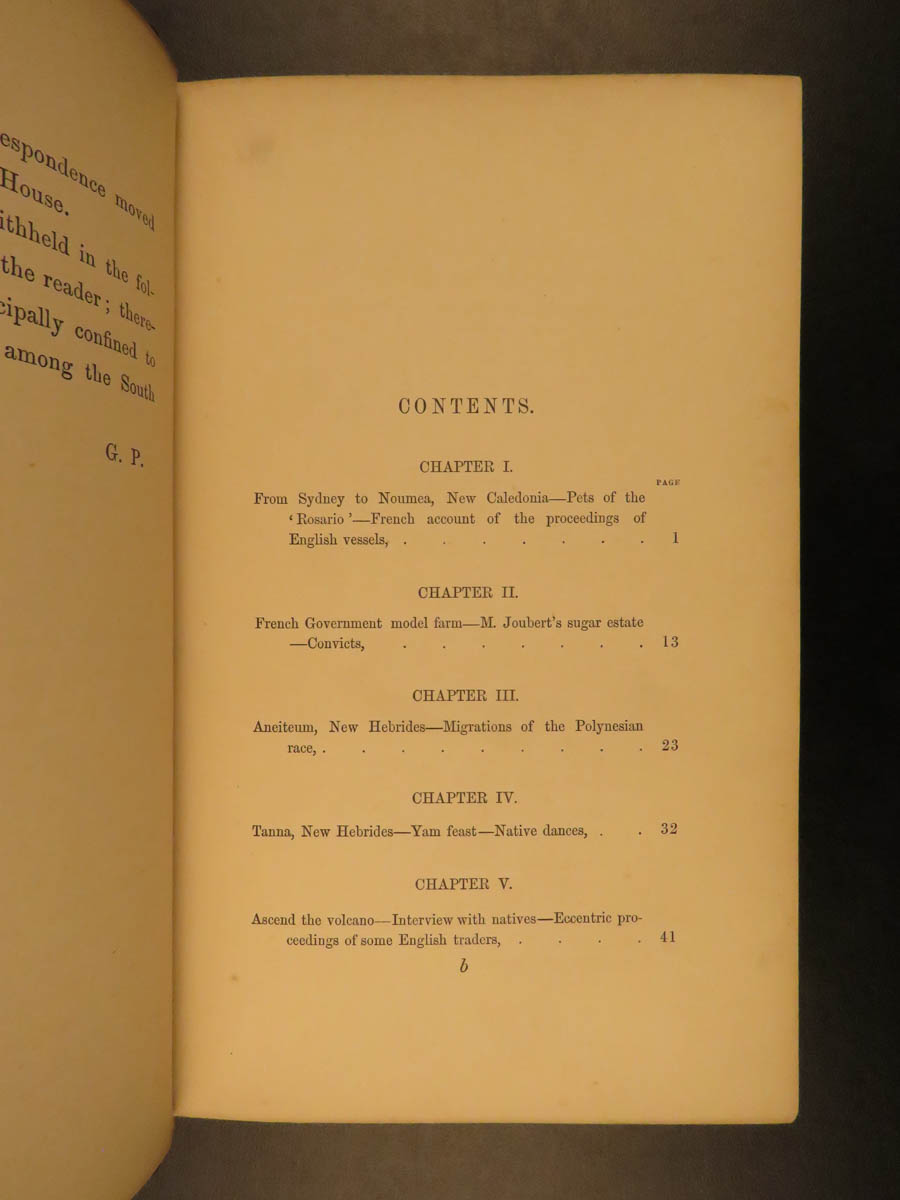 espondence moved
House.
ithheld in the fol-
the reader; there-
cipally confined to
among the South
G. P.
CONTENTS.
CHAPTER I.
PAGE
From Sydney to Noumea, New Caledonia—Pets of the
‘Rosario’—French account of the proceedings of
English vessels, . . . . . . . 1
CHAPTER II.
French Government model farm—M. Joubert's sugar estate
—Convicts, . . . . . . . 13
CHAPTER III.
Aneiteum, New Hebrides—Migrations of the Polynesian
race, . . . . . . . . . 23
CHAPTER IV.
Tanna, New Hebrides—Yam feast—Native dances, . . 32
CHAPTER V.
Ascend the volcano—Interview with natives—Eccentric pro-
ceedings of some English traders, . . . . 41
b